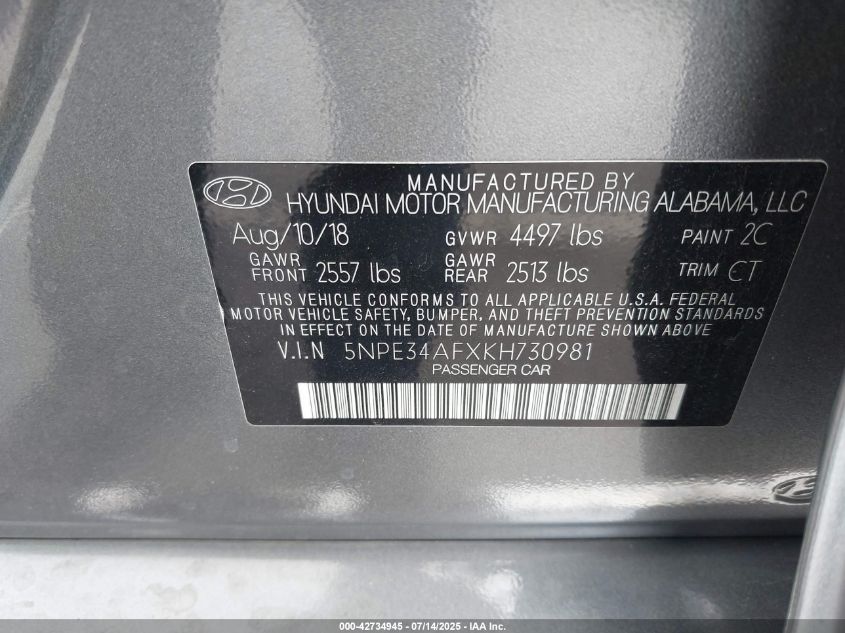 MANUFACTURED BY
HYUNDAI MOTOR MANUFACTURING ALABAMA, LLC
Aug/10/18 GVWR 4497 lbs PAINT 2C
GAWR FRONT 2557 lbs GAWR REAR 2513 lbs TRIM CT
THIS VEHICLE CONFORMS TO ALL APPLICABLE U.S.A. FEDERAL
MOTOR VEHICLE SAFETY, BUMPER, AND THEFT PREVENTION STANDARDS
IN EFFECT ON THE DATE OF MANUFACTURE SHOWN ABOVE
V.I.N 5NPE34AFXKH730981
PASSENGER CAR
000-42734945 - 07/14/2025 - IAA Inc.